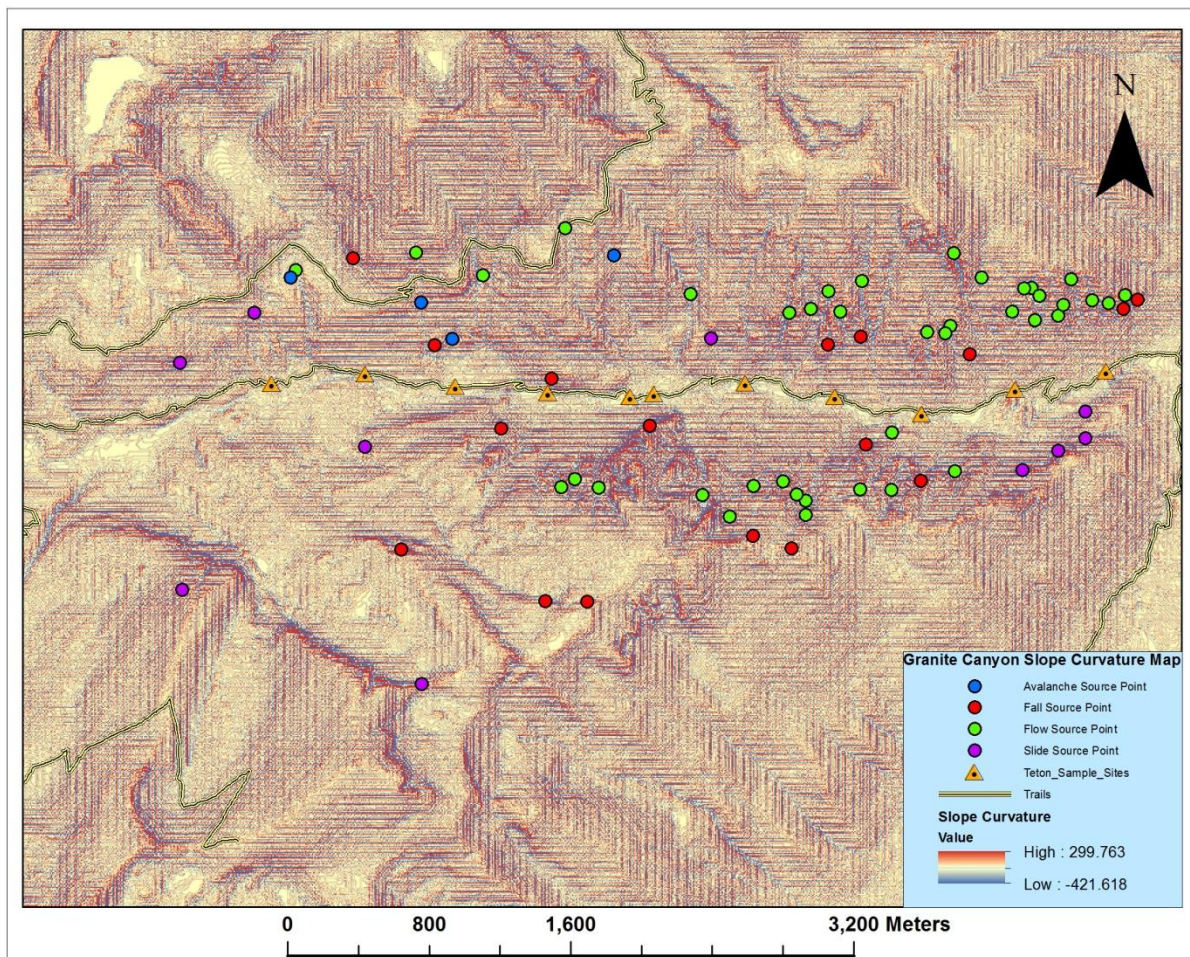 N
Granite Canyon Slope Curvature Map
Avalanche Source Point
Fall Source Point
Flow Source Point
Slide Source Point
Teton_Sample_Sites
Trails
Slope Curvature
Value
High : 299.763
Low : -421.618
0 800 1,600 3,200 Meters